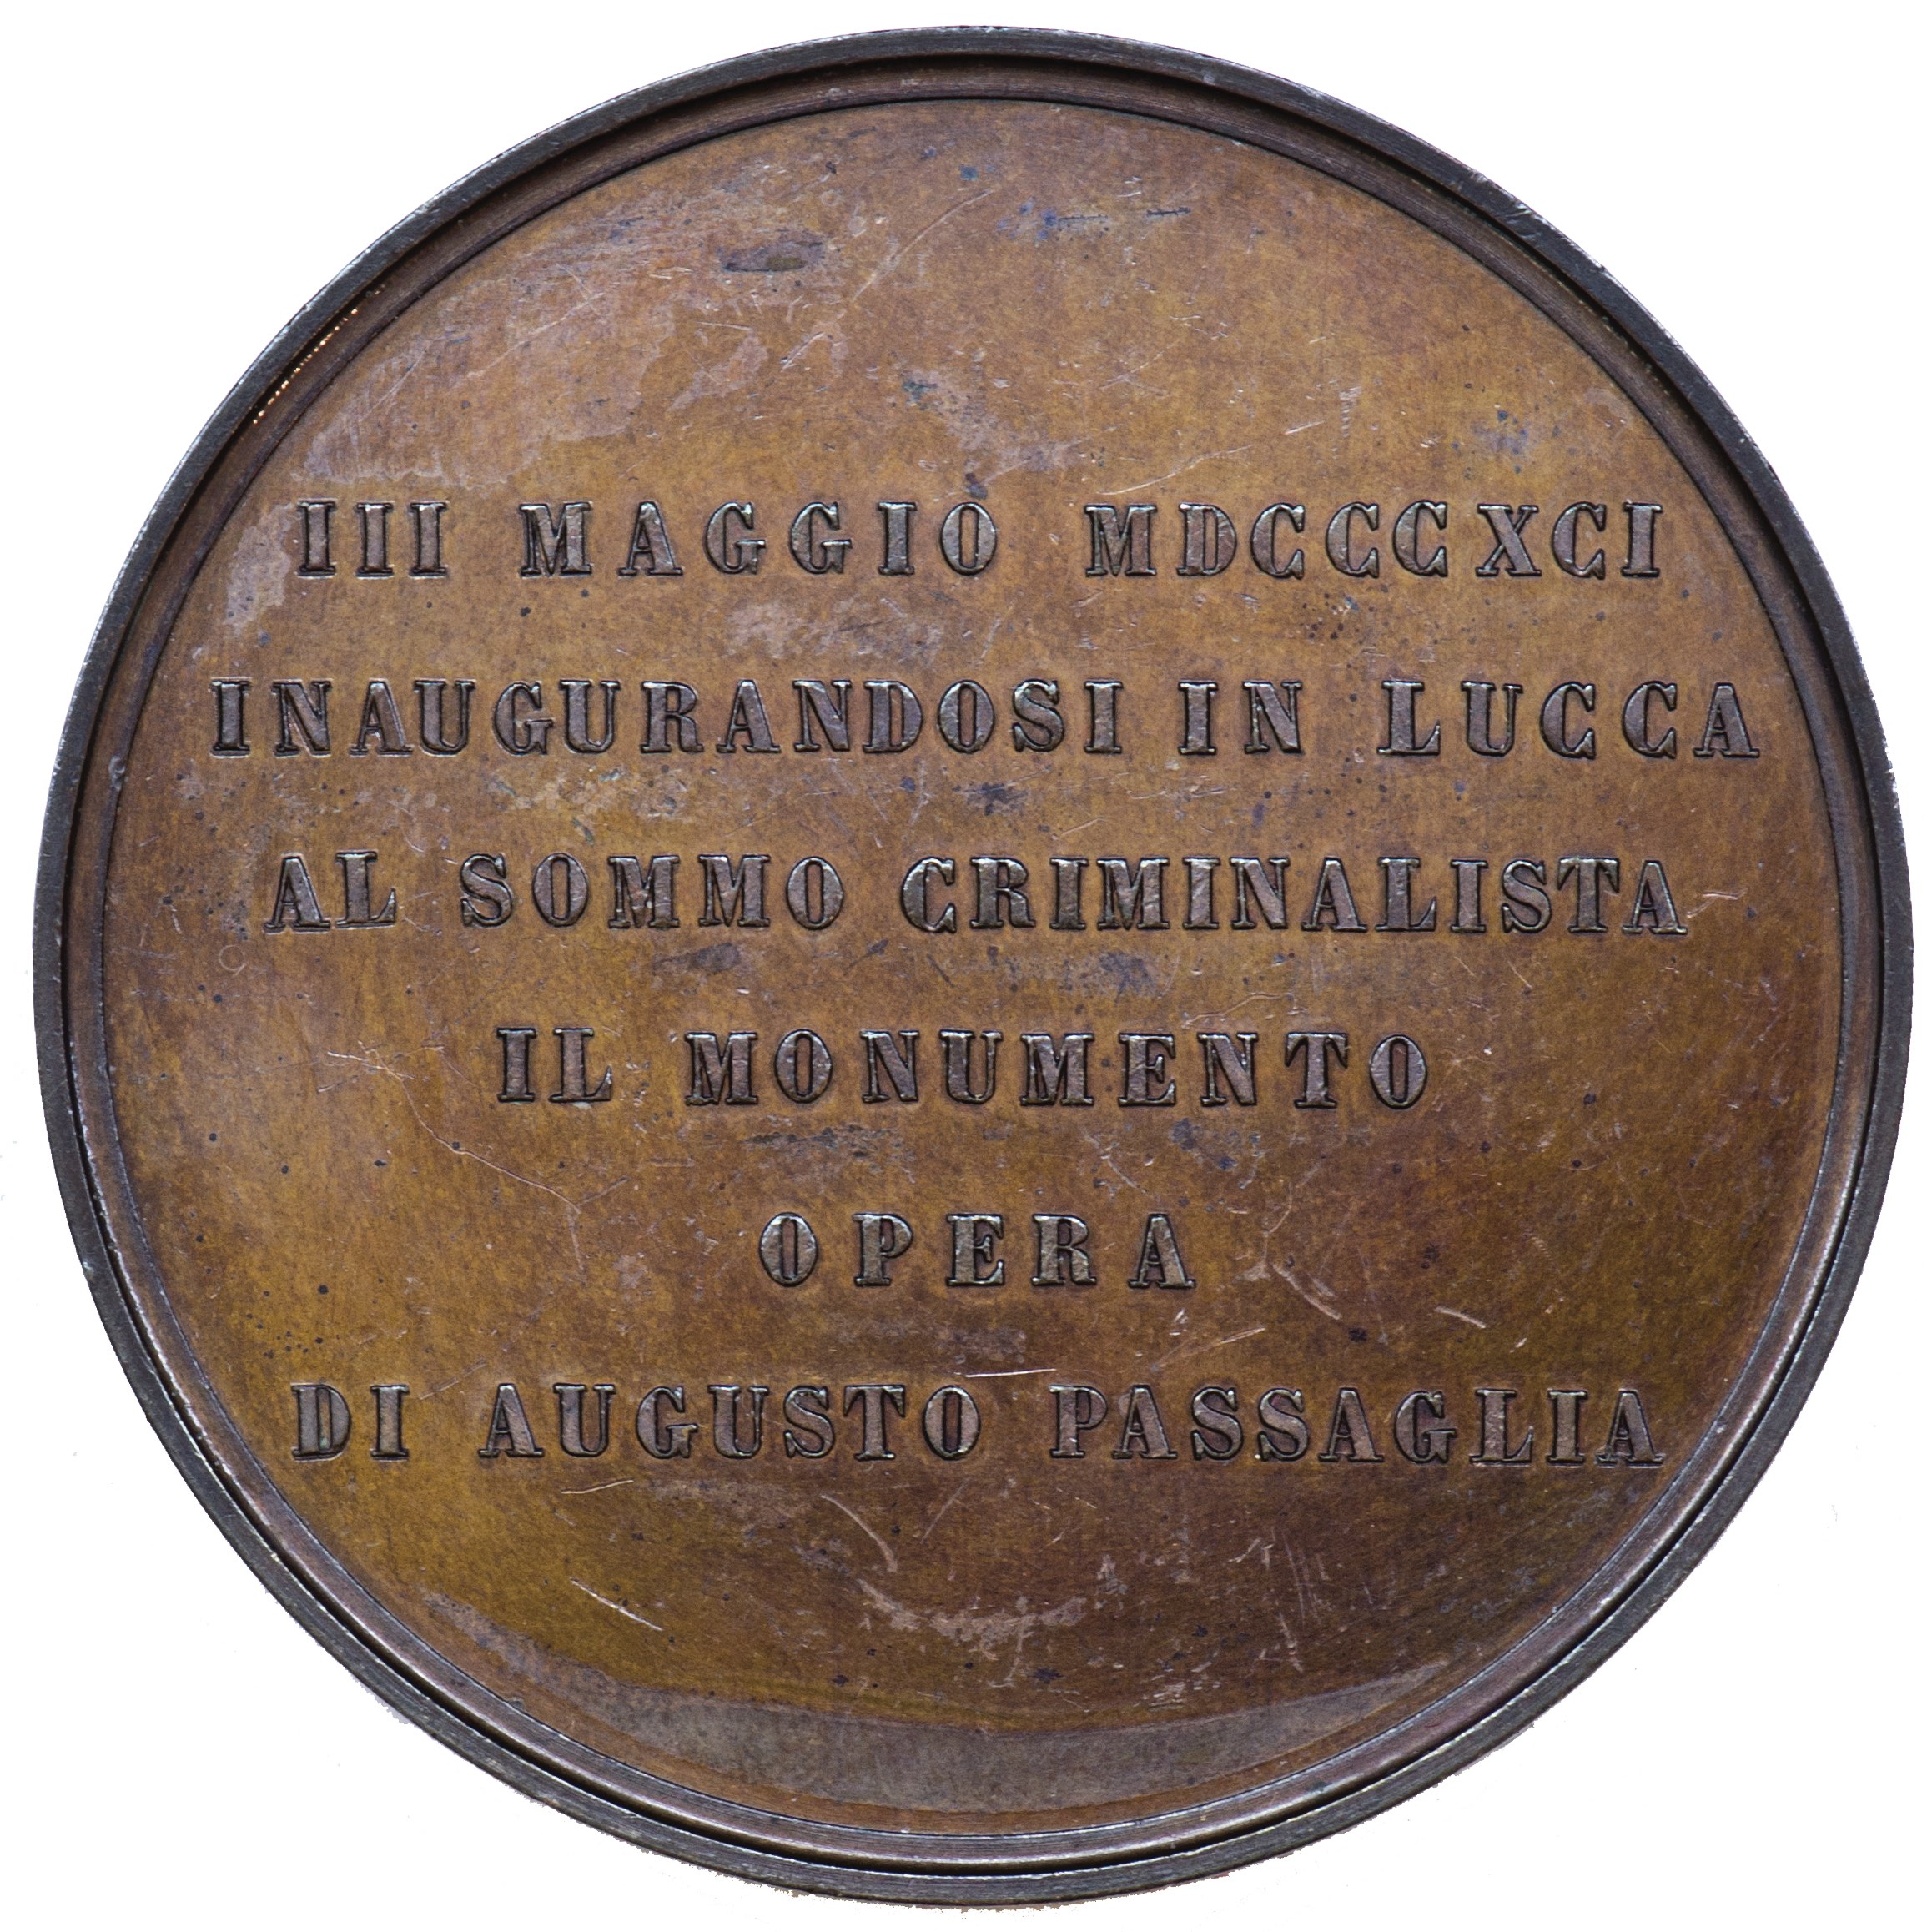 III MAGGIO MDCCCXCI
INAUGURANDOSI IN LUCCA
AL SOMMO CRIMINALISTA
IL MONUMENTO
OPERA
DI AUGUSTO PASSAGLIA